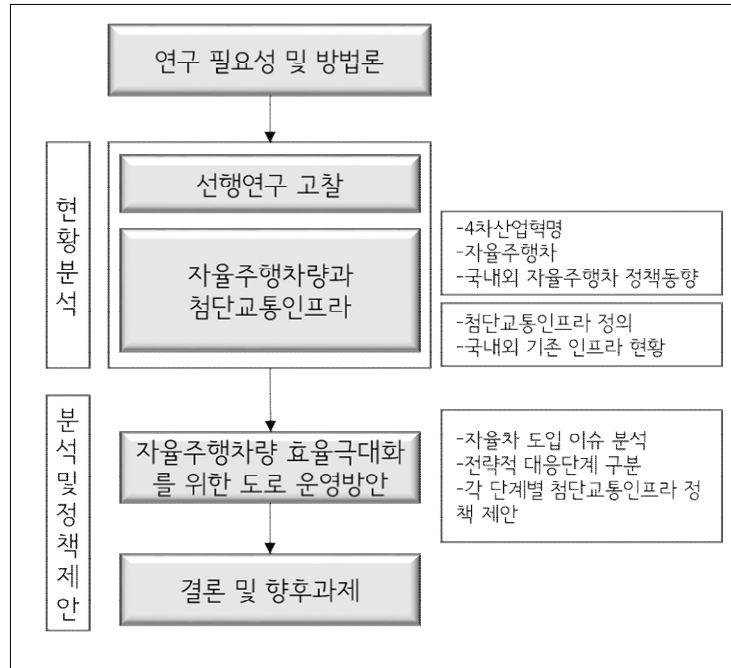 연구 필요성 및 방법론
현황분석
선행연구 고찰
자율주행차량과
첨단교통인프라
-4차산업혁명
-자율주행차
-국내외 자율주행차 정책동향
-첨단교통인프라 정의
-국내외 기존 인프라 현황
분석및정책제안
자율주행차량 효율극대화
를 위한 도로 운영방안
-자율차 도입 이슈 분석
-전략적 대응단계 구분
-각 단계별 첨단교통인프라 정
책 제안
결론 및 향후과제